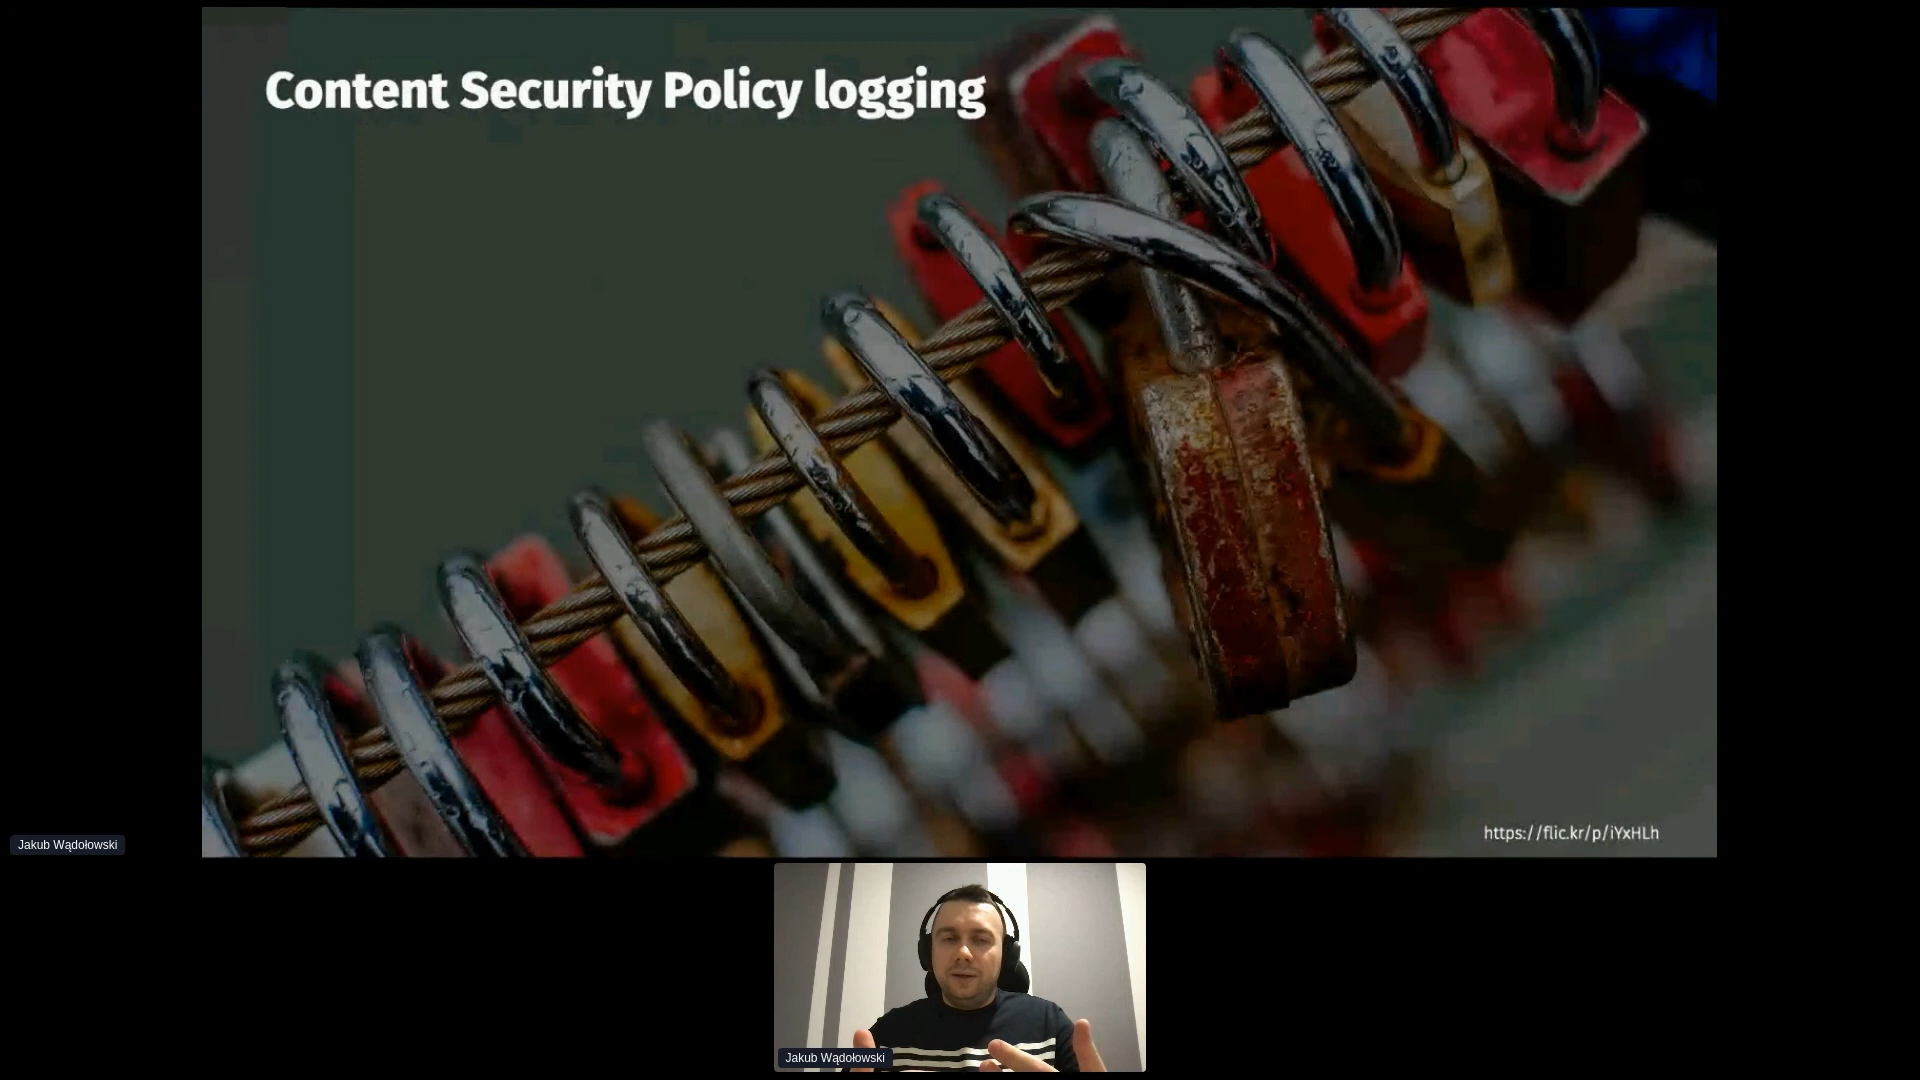 Content Security Policy logging
https://flic.kr/p/iYxHLh
Jakub Wądołowski
Jakub Wądołowski